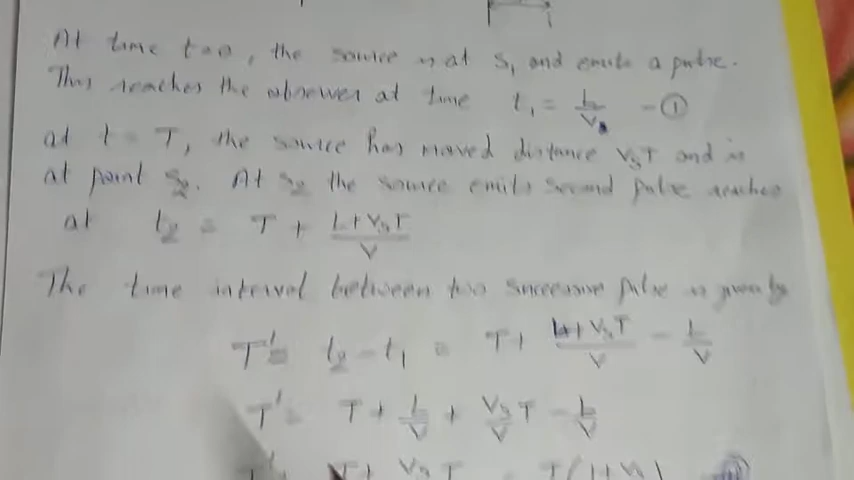 At time t=0, the source is at S₁ and emits a pulse.
This reaches the observer at time t₁ = L/V - ①
at t = T, the source has moved distance VₛT and is
at point S₂. At S₂ the source emits second pulse reaches
at t₂ = T + (L+VₛT)/V
The time interval between two successive pulse is given by
T' = t₂ - t₁ = T + (L+VₛT)/V - L/V
T' = T + L/V + Vₛ/V T - L/V